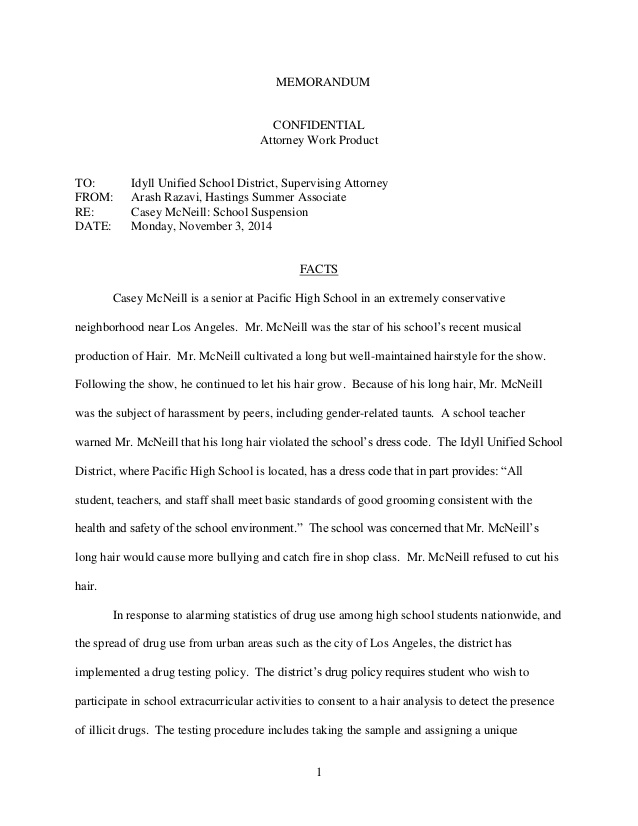 MEMORANDUM
CONFIDENTIAL
Attorney Work Product
TO: Idyll Unified School District, Supervising Attorney
FROM: Arash Razavi, Hastings Summer Associate
RE: Casey McNeill: School Suspension
DATE: Monday, November 3, 2014
FACTS
Casey McNeill is a senior at Pacific High School in an extremely conservative
neighborhood near Los Angeles. Mr. McNeill was the star of his school’s recent musical
production of Hair. Mr. McNeill cultivated a long but well-maintained hairstyle for the show.
Following the show, he continued to let his hair grow. Because of his long hair, Mr. McNeill
was the subject of harassment by peers, including gender-related taunts. A school teacher
warned Mr. McNeill that his long hair violated the school’s dress code. The Idyll Unified School
District, where Pacific High School is located, has a dress code that in part provides: “All
student, teachers, and staff shall meet basic standards of good grooming consistent with the
health and safety of the school environment.” The school was concerned that Mr. McNeill’s
long hair would cause more bullying and catch fire in shop class. Mr. McNeill refused to cut his
hair.
In response to alarming statistics of drug use among high school students nationwide, and
the spread of drug use from urban areas such as the city of Los Angeles, the district has
implemented a drug testing policy. The district’s drug policy requires student who wish to
participate in school extracurricular activities to consent to a hair analysis to detect the presence
of illicit drugs. The testing procedure includes taking the sample and assigning a unique
1